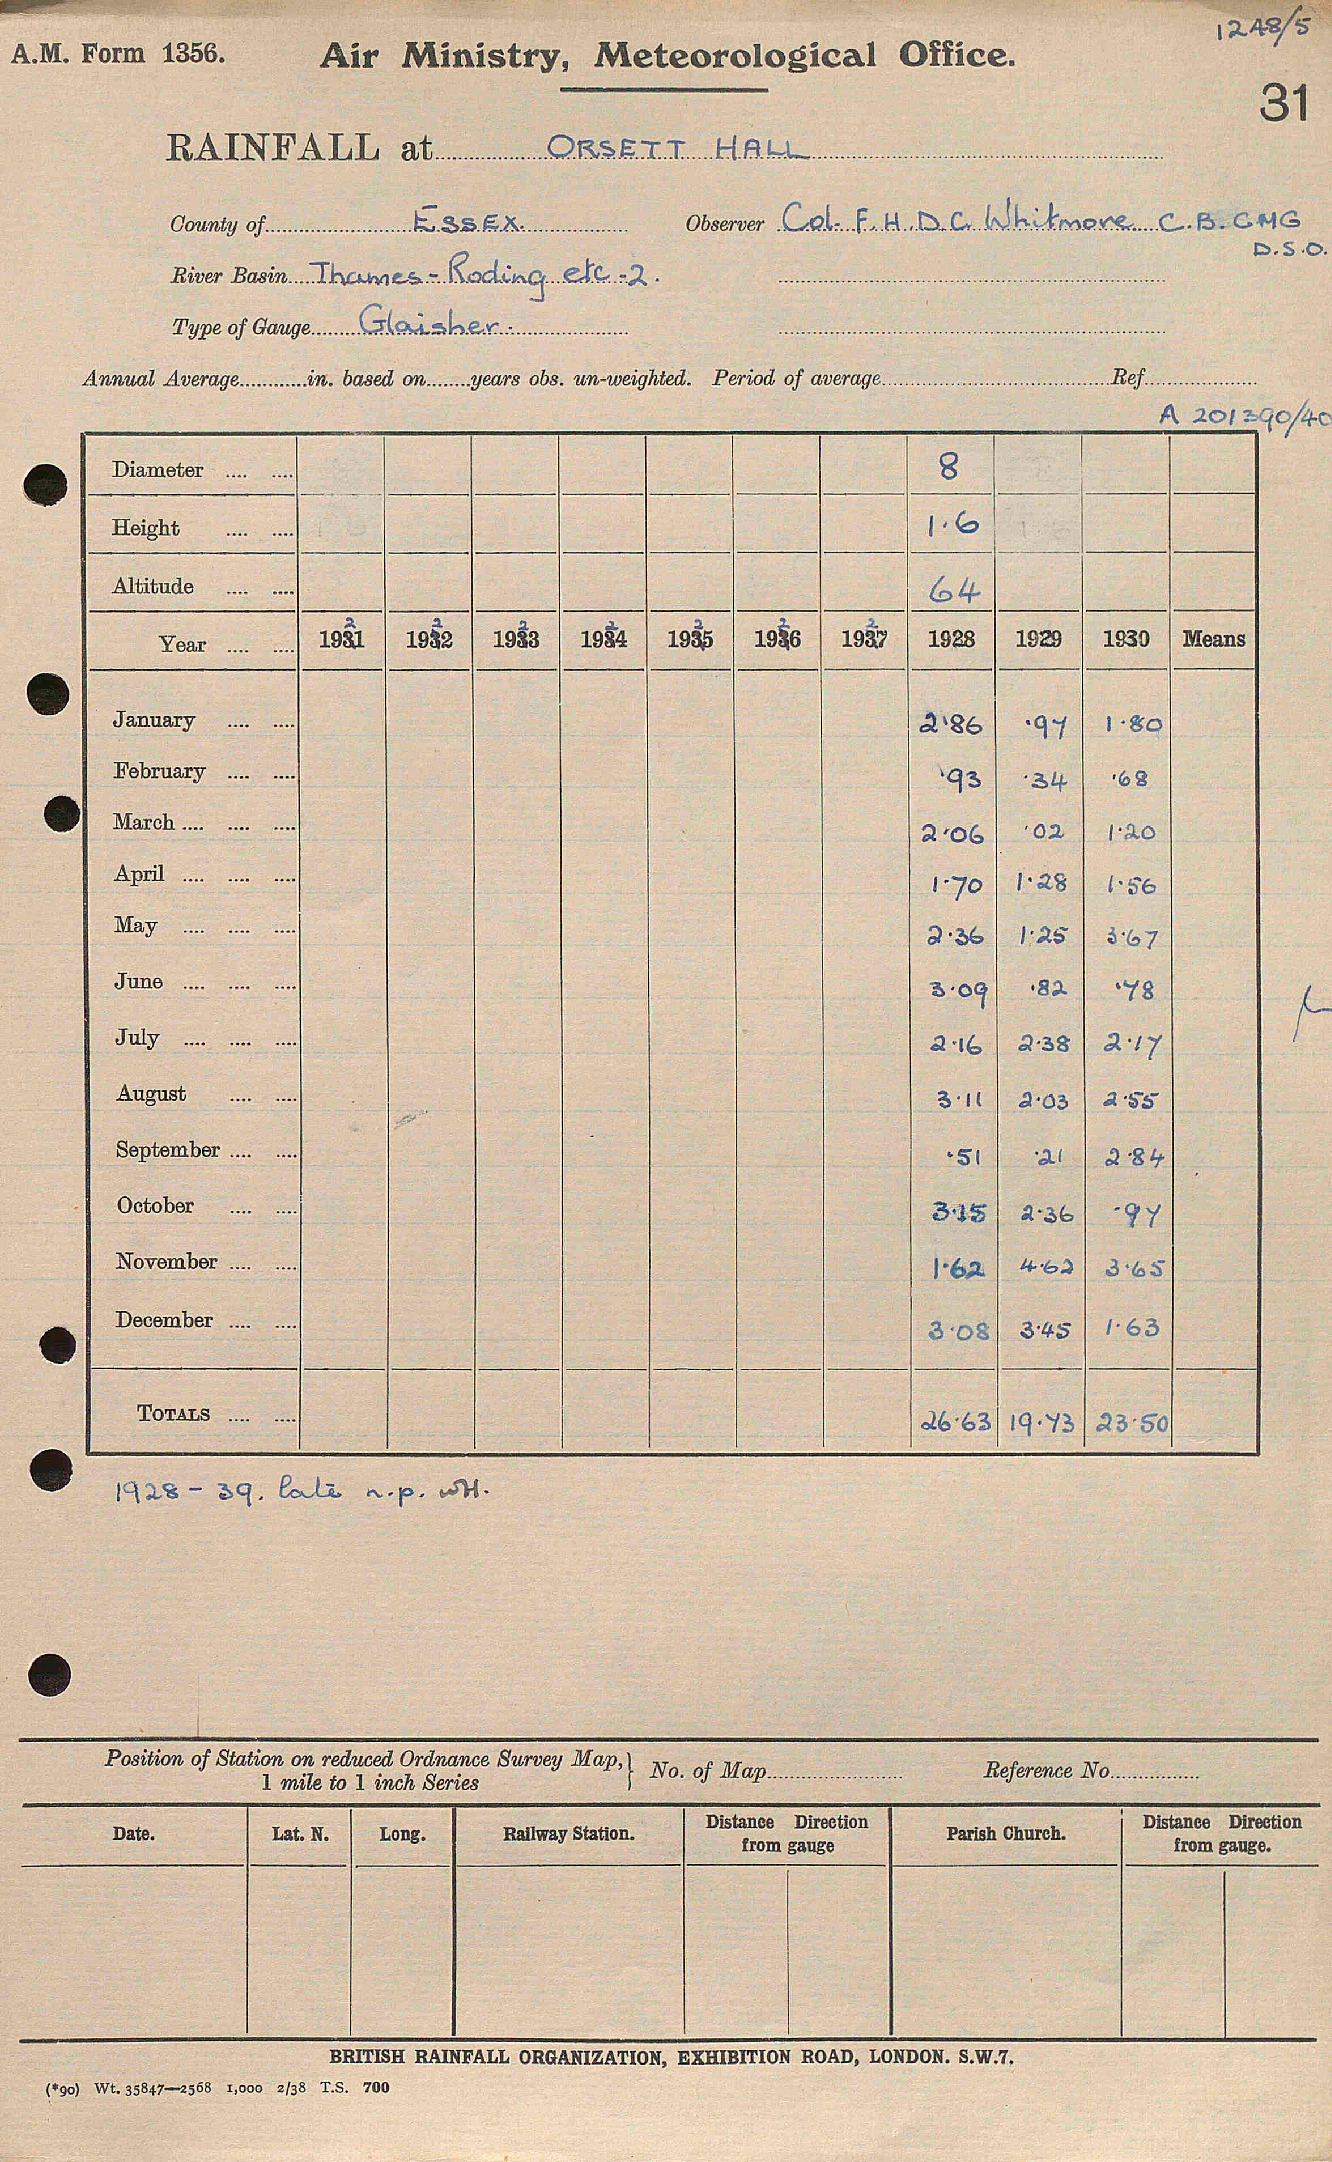 12A8/5
A.M. Form 1356. Air Ministry, Meteorological Office.
31
RAINFALL at ORSETT HALL
County of ESSEX. Observer Col. F.H.D.C. Whitmore C.B. CMG
D.S.O.
River Basin Thames - Roding etc - 2.
Type of Gauge Glaisher.
Annual Average in. based on years obs. un-weighted. Period of average Ref.
A 201390/40
Diameter 8
Height 1.6
Altitude 64
Year 1921 1922 1923 1924 1925 1926 1927 1928 1929 1930 Means
January 2.86 .97 1.80
February .93 .34 .68
March 2.06 .02 1.20
April 1.70 1.28 1.56
May 2.36 1.25 3.67
June 3.09 .82 .78
July 2.16 2.38 2.17
August 3.11 2.03 2.55
September .51 .21 2.84
October 3.15 2.36 .97
November 1.62 4.62 3.65
December 3.08 3.45 1.63
TOTALS 26.63 19.73 23.50
1928 - 39. late n.p. WH.
Position of Station on reduced Ordnance Survey Map, 1 mile to 1 inch Series } No. of Map Reference No.
Date. Lat. N. Long. Railway Station. Distance Direction from gauge Parish Church. Distance Direction from gauge.
BRITISH RAINFALL ORGANIZATION, EXHIBITION ROAD, LONDON. S.W.7.
(*90) Wt. 35847—2568 1,000 2/38 T.S. 700